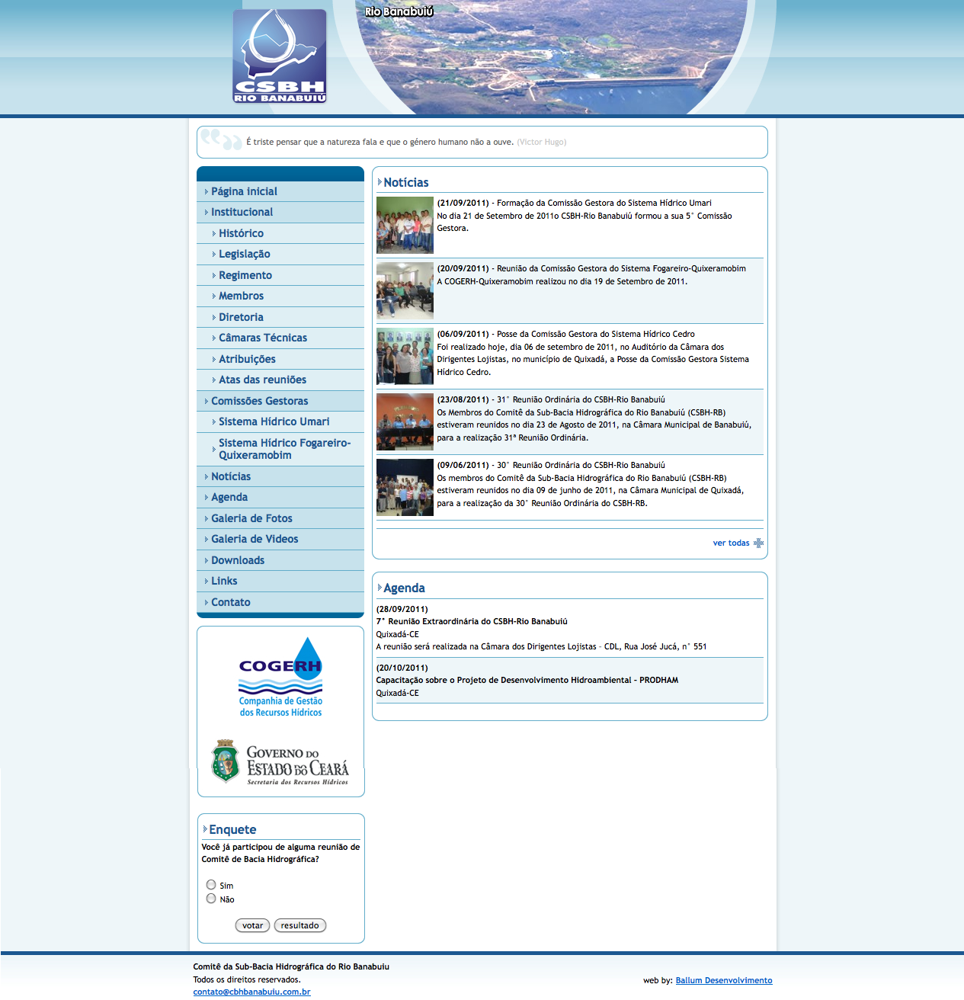 Rio Banabuiú
CSBH
RIO BANABUIÚ
É triste pensar que a natureza fala e que o género humano não a ouve. (Victor Hugo)
Página inicial
Institucional
Histórico
Legislação
Regimento
Membros
Diretoria
Câmaras Técnicas
Atribuições
Atas das reuniões
Comissões Gestoras
Sistema Hídrico Umari
Sistema Hídrico Fogareiro-
Quixeramobim
Notícias
Agenda
Galeria de Fotos
Galeria de Videos
Downloads
Links
Contato
COGERH
Companhia de Gestão
dos Recursos Hídricos
GOVERNO DO
ESTADO DO CEARÁ
Secretaria dos Recursos Hídricos
Enquete
Você já participou de alguma reunião de
Comitê de Bacia Hidrográfica?
Sim
Não
votar resultado
Notícias
(21/09/2011) - Formação da Comissão Gestora do Sistema Hídrico Umari
No dia 21 de Setembro de 2011o CSBH-Rio Banabuiú formou a sua 5° Comissão
Gestora.
(20/09/2011) - Reunião da Comissão Gestora do Sistema Fogareiro-Quixeramobim
A COGERH-Quixeramobim realizou no dia 19 de Setembro de 2011.
(06/09/2011) - Posse da Comissão Gestora do Sistema Hídrico Cedro
Foi realizado hoje, dia 06 de setembro de 2011, no Auditório da Câmara dos
Dirigentes Lojistas, no município de Quixadá, a Posse da Comissão Gestora Sistema
Hídrico Cedro.
(23/08/2011) - 31° Reunião Ordinária do CSBH-Rio Banabuiú
Os Membros do Comitê da Sub-Bacia Hidrográfica do Rio Banabuiú (CSBH-RB)
estiveram reunidos no dia 23 de Agosto de 2011, na Câmara Municipal de Banabuiú,
para a realização 31ª Reunião Ordinária.
(09/06/2011) - 30° Reunião Ordinária do CSBH-Rio Banabuiú
Os membros do Comitê da Sub-Bacia Hidrográfica do Rio Banabuiú (CSBH-RB)
estiveram reunidos no dia 09 de junho de 2011, na Câmara Municipal de Quixadá,
para a realização da 30° Reunião Ordinária do CSBH-RB.
ver todas
Agenda
(28/09/2011)
7° Reunião Extraordinária do CSBH-Rio Banabuiú
Quixadá-CE
A reunião será realizada na Câmara dos Dirigentes Lojistas – CDL, Rua José Jucá, n° 551
(20/10/2011)
Capacitação sobre o Projeto de Desenvolvimento Hidroambiental – PRODHAM
Quixadá-CE
Comitê da Sub-Bacia Hidrográfica do Rio Banabuiu
Todos os direitos reservados.
contato@cbhbanabuiu.com.br
web by: Ballum Desenvolvimento